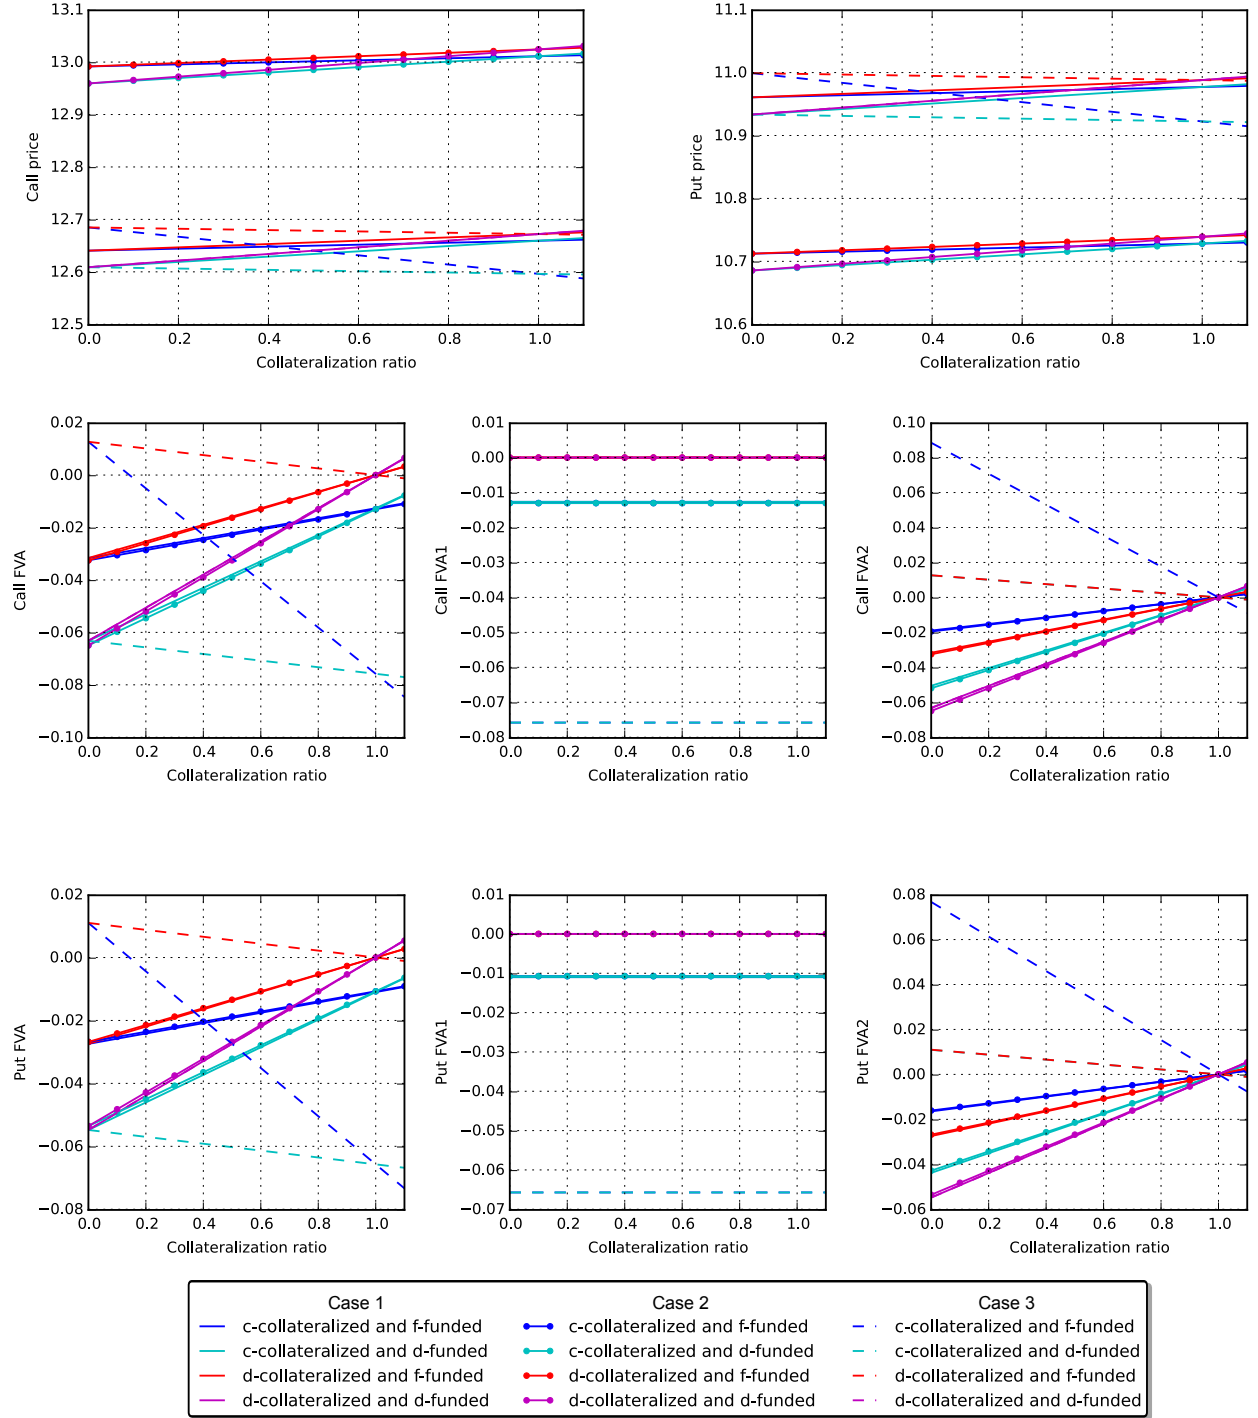 13.1
13.0
12.9
12.8
12.7
12.6
12.5
Call price
0.0 0.2 0.4 0.6 0.8 1.0
Collateralization ratio
11.1
11.0
10.9
10.8
10.7
10.6
Put price
0.0 0.2 0.4 0.6 0.8 1.0
Collateralization ratio
0.02
0.00
−0.02
−0.04
−0.06
−0.08
−0.10
Call FVA
0.0 0.2 0.4 0.6 0.8 1.0
Collateralization ratio
0.01
0.00
−0.01
−0.02
−0.03
−0.04
−0.05
−0.06
−0.07
−0.08
Call FVA1
0.0 0.2 0.4 0.6 0.8 1.0
Collateralization ratio
0.10
0.08
0.06
0.04
0.02
0.00
−0.02
−0.04
−0.06
−0.08
Call FVA2
0.0 0.2 0.4 0.6 0.8 1.0
Collateralization ratio
0.02
0.00
−0.02
−0.04
−0.06
−0.08
Put FVA
0.0 0.2 0.4 0.6 0.8 1.0
Collateralization ratio
0.01
0.00
−0.01
−0.02
−0.03
−0.04
−0.05
−0.06
−0.07
Put FVA1
0.0 0.2 0.4 0.6 0.8 1.0
Collateralization ratio
0.08
0.06
0.04
0.02
0.00
−0.02
−0.04
−0.06
Put FVA2
0.0 0.2 0.4 0.6 0.8 1.0
Collateralization ratio
Case 1
c-collateralized and f-funded
c-collateralized and d-funded
d-collateralized and f-funded
d-collateralized and d-funded
Case 2
c-collateralized and f-funded
c-collateralized and d-funded
d-collateralized and f-funded
d-collateralized and d-funded
Case 3
c-collateralized and f-funded
c-collateralized and d-funded
d-collateralized and f-funded
d-collateralized and d-funded